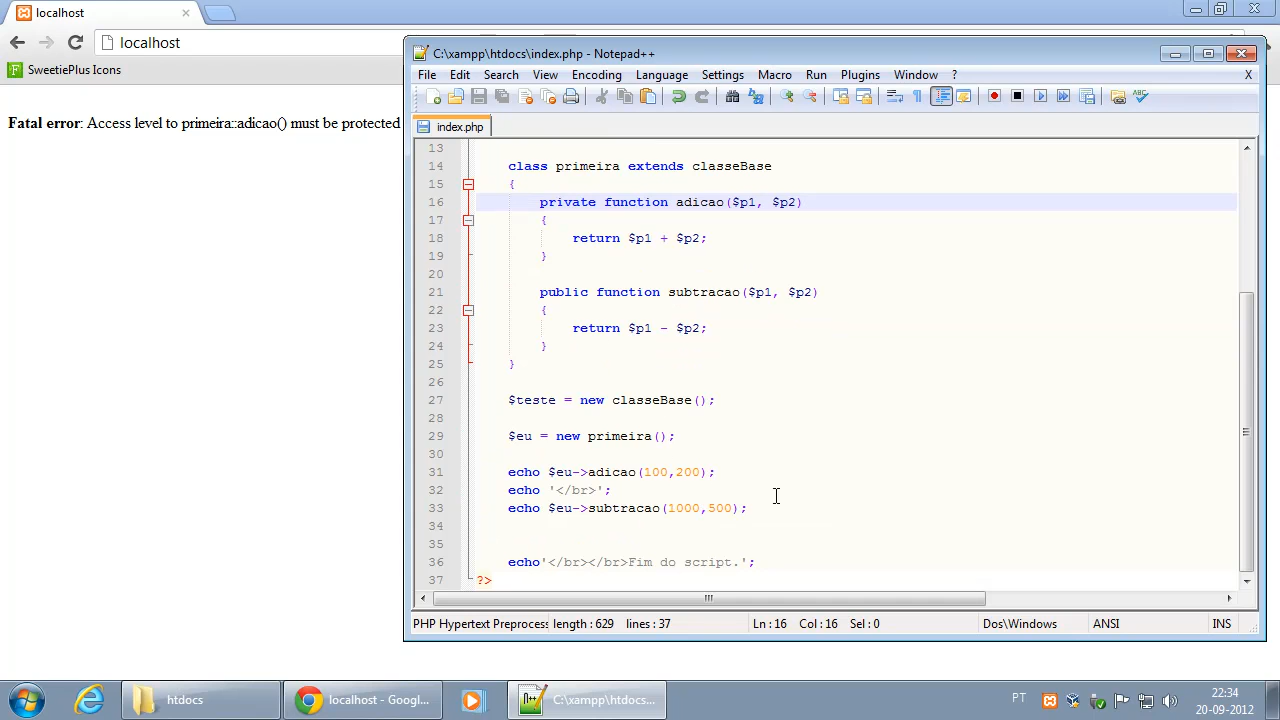 localhost
localhost
SweetiePlus Icons
Fatal error: Access level to primeira::adicao() must be protected
C:\xampp\htdocs\index.php - Notepad++
File Edit Search View Encoding Language Settings Macro Run Plugins Window ? X
index.php
13
14 class primeira extends classeBase
15 {
16 private function adicao($p1, $p2)
17 {
18 return $p1 + $p2;
19 }
20
21 public function subtracao($p1, $p2)
22 {
23 return $p1 - $p2;
24 }
25 }
26
27 $teste = new classeBase();
28
29 $eu = new primeira();
30
31 echo $eu->adicao(100,200);
32 echo '</br>';
33 echo $eu->subtracao(1000,500);
34
35
36 echo'</br></br>Fim do script.';
37 ?>
PHP Hypertext Preprocess length : 629 lines : 37 Ln : 16 Col : 16 Sel : 0 Dos\Windows ANSI INS
htdocs
localhost - Googl...
C:\xampp\htdocs...
PT
22:34
20-09-2012